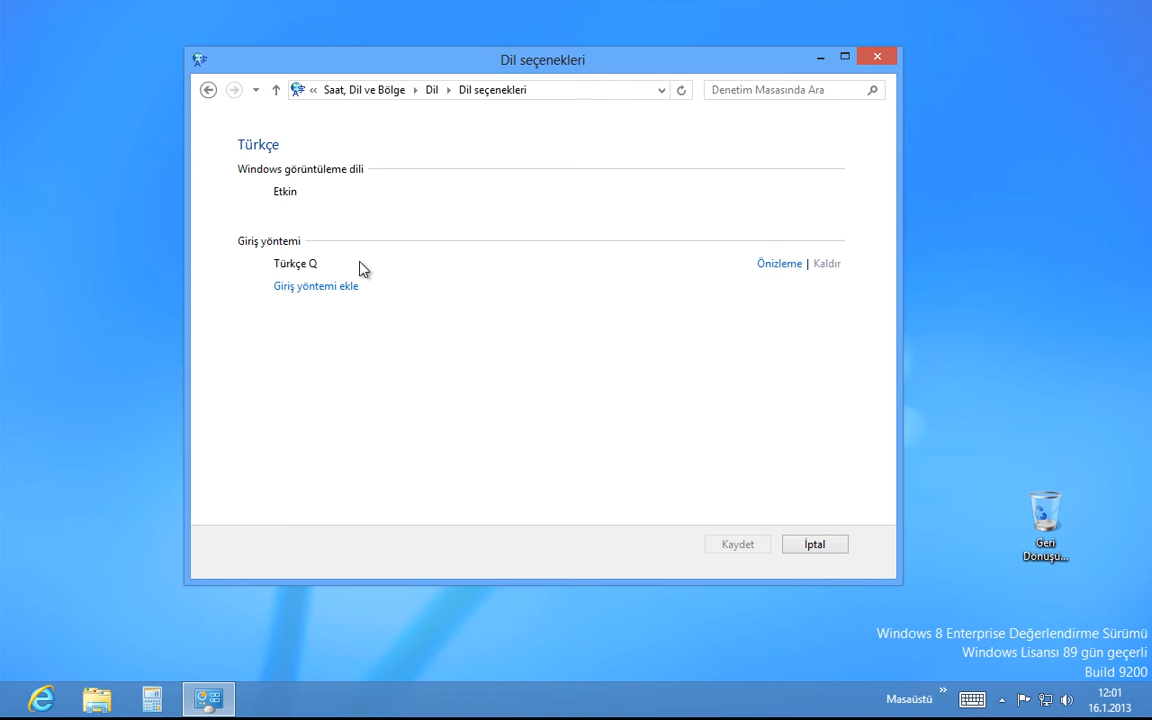 Dil seçenekleri
« Saat, Dil ve Bölge Dil Dil seçenekleri
Denetim Masasında Ara
Türkçe
Windows görüntüleme dili
Etkin
Giriş yöntemi
Türkçe Q Önizleme | Kaldır
Giriş yöntemi ekle
Kaydet İptal
Geri
Dönüşü...
Windows 8 Enterprise Değerlendirme Sürümü
Windows Lisansı 89 gün geçerli
Build 9200
Masaüstü »
12:01
16.1.2013